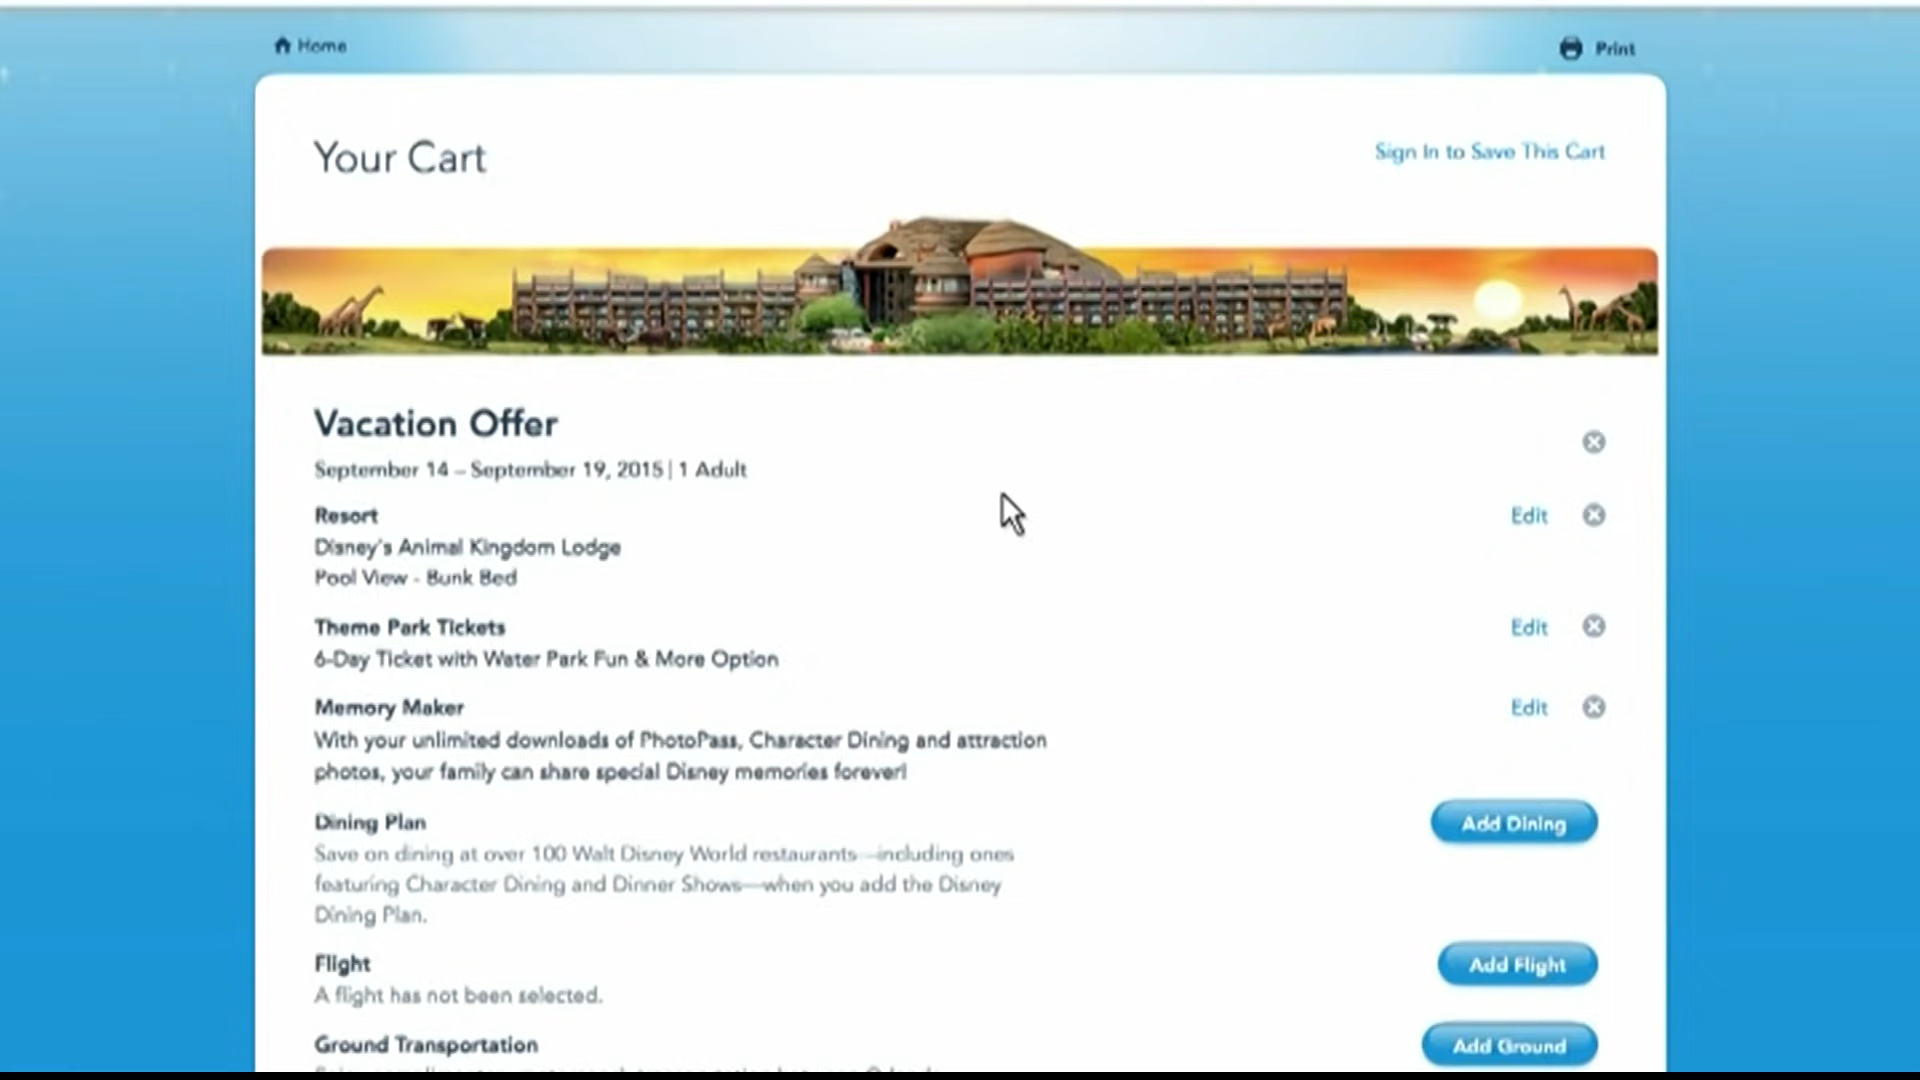 Home
Print
Your Cart
Sign In to Save This Cart
Vacation Offer
September 14 – September 19, 2015 | 1 Adult
Resort
Edit
Disney's Animal Kingdom Lodge
Pool View - Bunk Bed
Theme Park Tickets
Edit
6-Day Ticket with Water Park Fun & More Option
Memory Maker
Edit
With your unlimited downloads of PhotoPass, Character Dining and attraction
photos, your family can share special Disney memories forever!
Dining Plan
Add Dining
Save on dining at over 100 Walt Disney World restaurants—including ones
featuring Character Dining and Dinner Shows—when you add the Disney
Dining Plan.
Flight
Add Flight
A flight has not been selected.
Ground Transportation
Add Ground